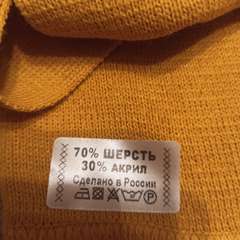 70% ШЕРСТЬ
30% АКРИЛ
Сделано в России